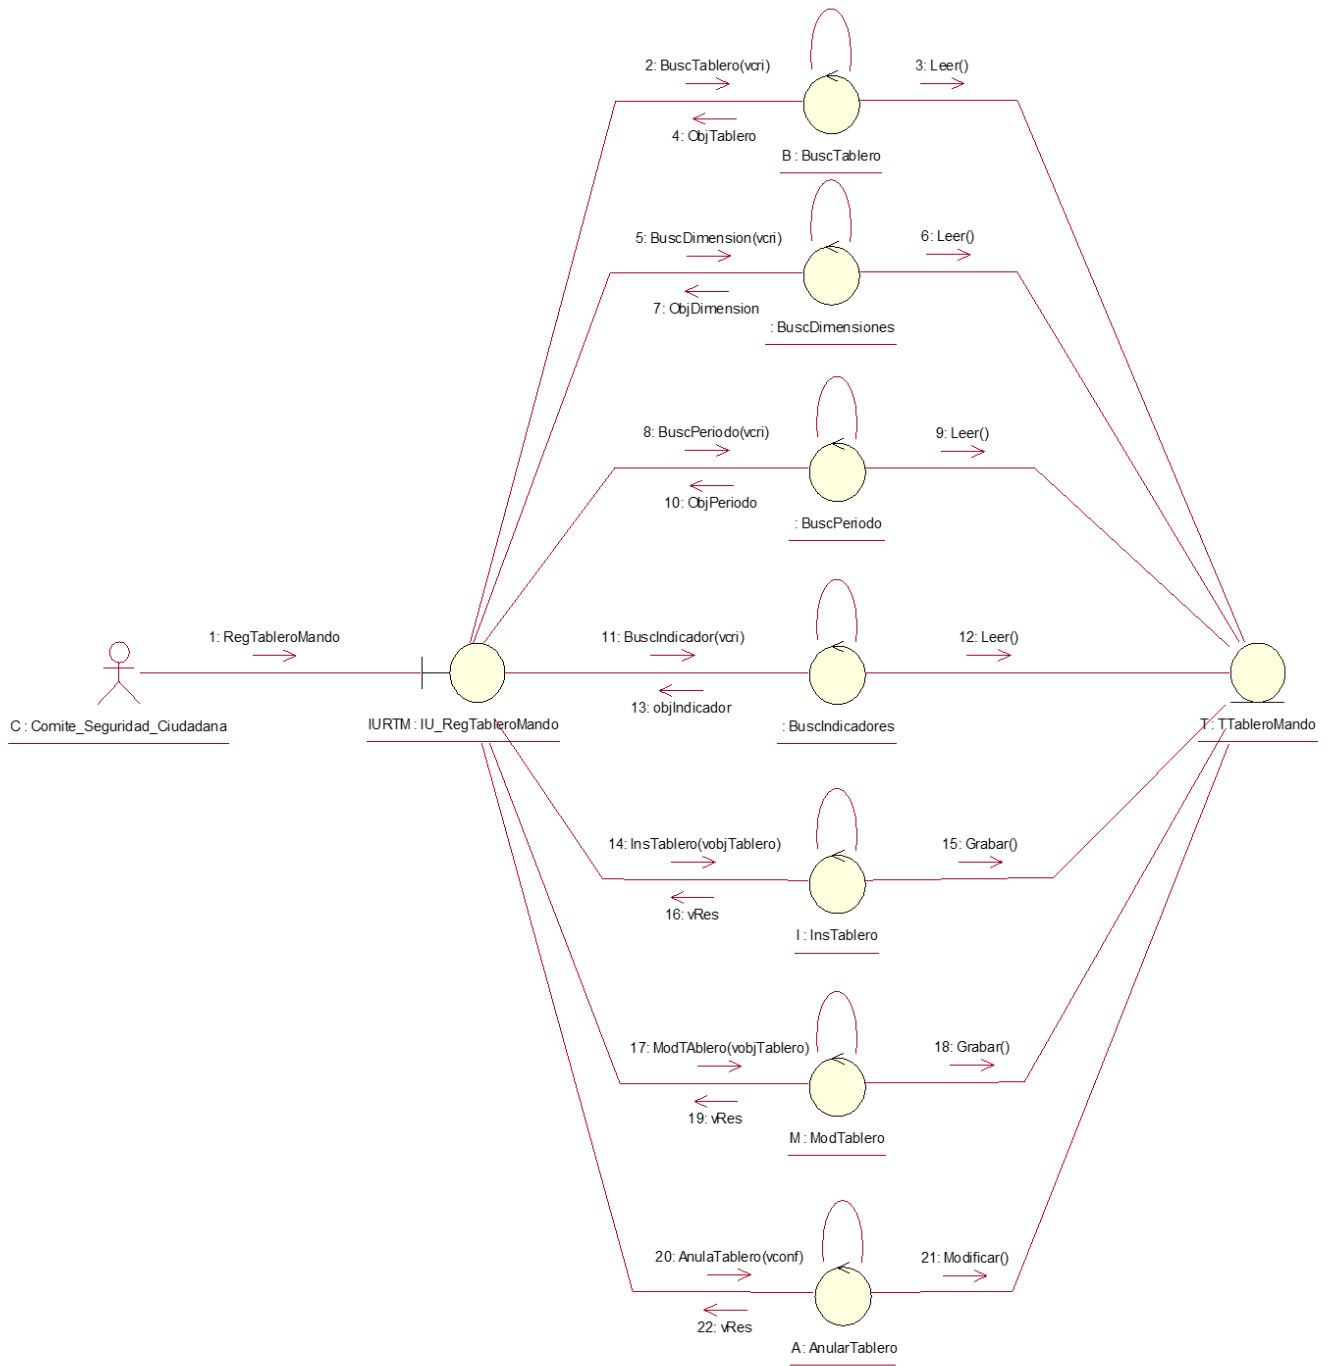 2: BuscTablero(vcri)
3: Leer()
4: ObjTablero
B : BuscTablero
5: BuscDimension(vcri)
6: Leer()
7: ObjDimension
: BuscDimensiones
8: BuscPeriodo(vcri)
9: Leer()
10: ObjPeriodo
: BuscPeriodo
1: RegTableroMando
11: BuscIndicador(vcri)
12: Leer()
13: objIndicador
C : Comite_Seguridad_Ciudadana
IURTM : IU_RegTableroMando
: BuscIndicadores
T : TTableroMando
14: InsTablero(vobjTablero)
15: Grabar()
16: vRes
I : InsTablero
17: ModTAblero(vobjTablero)
18: Grabar()
19: vRes
M : ModTablero
20: AnulaTablero(vconf)
21: Modificar()
22: vRes
A : AnularTablero